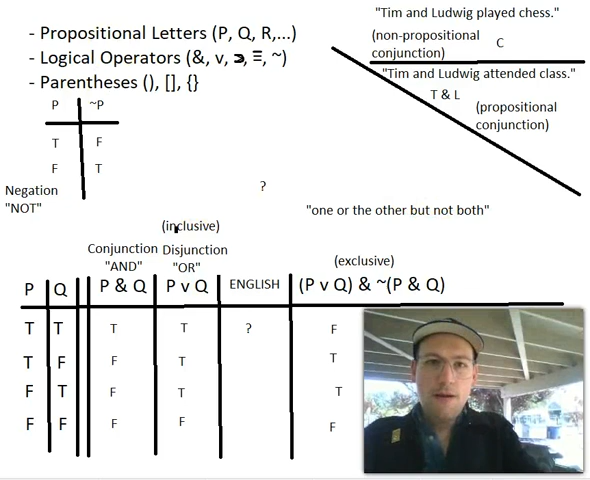 - Propositional Letters (P, Q, R,...)
- Logical Operators (&, v, ⊃, ≡, ~)
- Parentheses (), [], {}
"Tim and Ludwig played chess."
(non-propositional
conjunction)
C
"Tim and Ludwig attended class."
T & L
(propositional
conjunction)
P ~P
T F
F T
Negation
"NOT"
?
"one or the other but not both"
(inclusive)
Conjunction Disjunction
"AND" "OR"
(exclusive)
P Q P & Q P v Q ENGLISH (P v Q) & ~(P & Q)
T T T T ? F
T F F T T
F T F T T
F F F F F